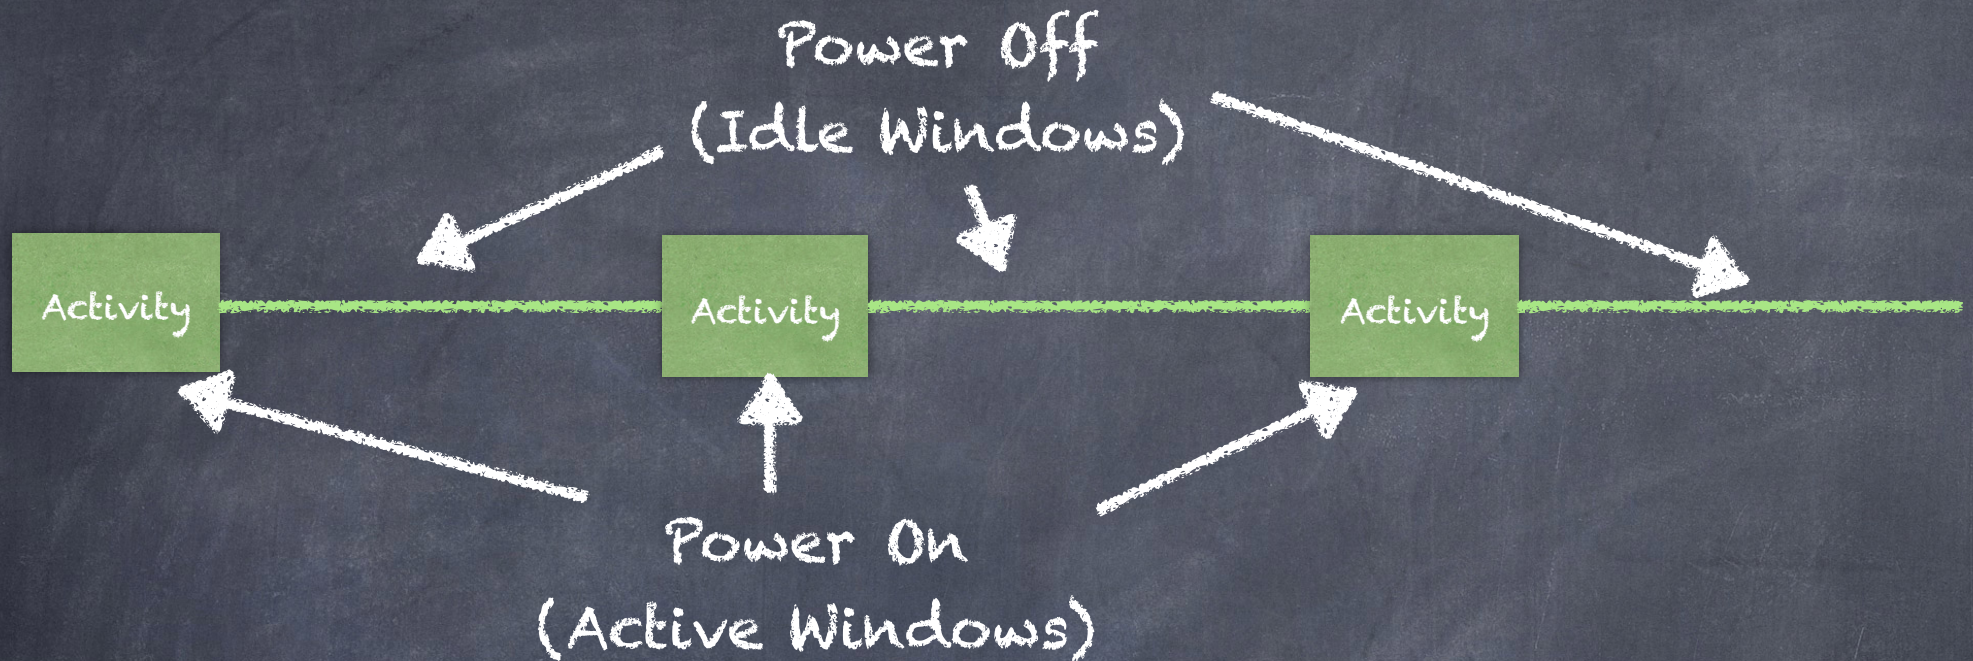 Power Off
(Idle Windows)
Activity
Activity
Activity
Power On
(Active Windows)